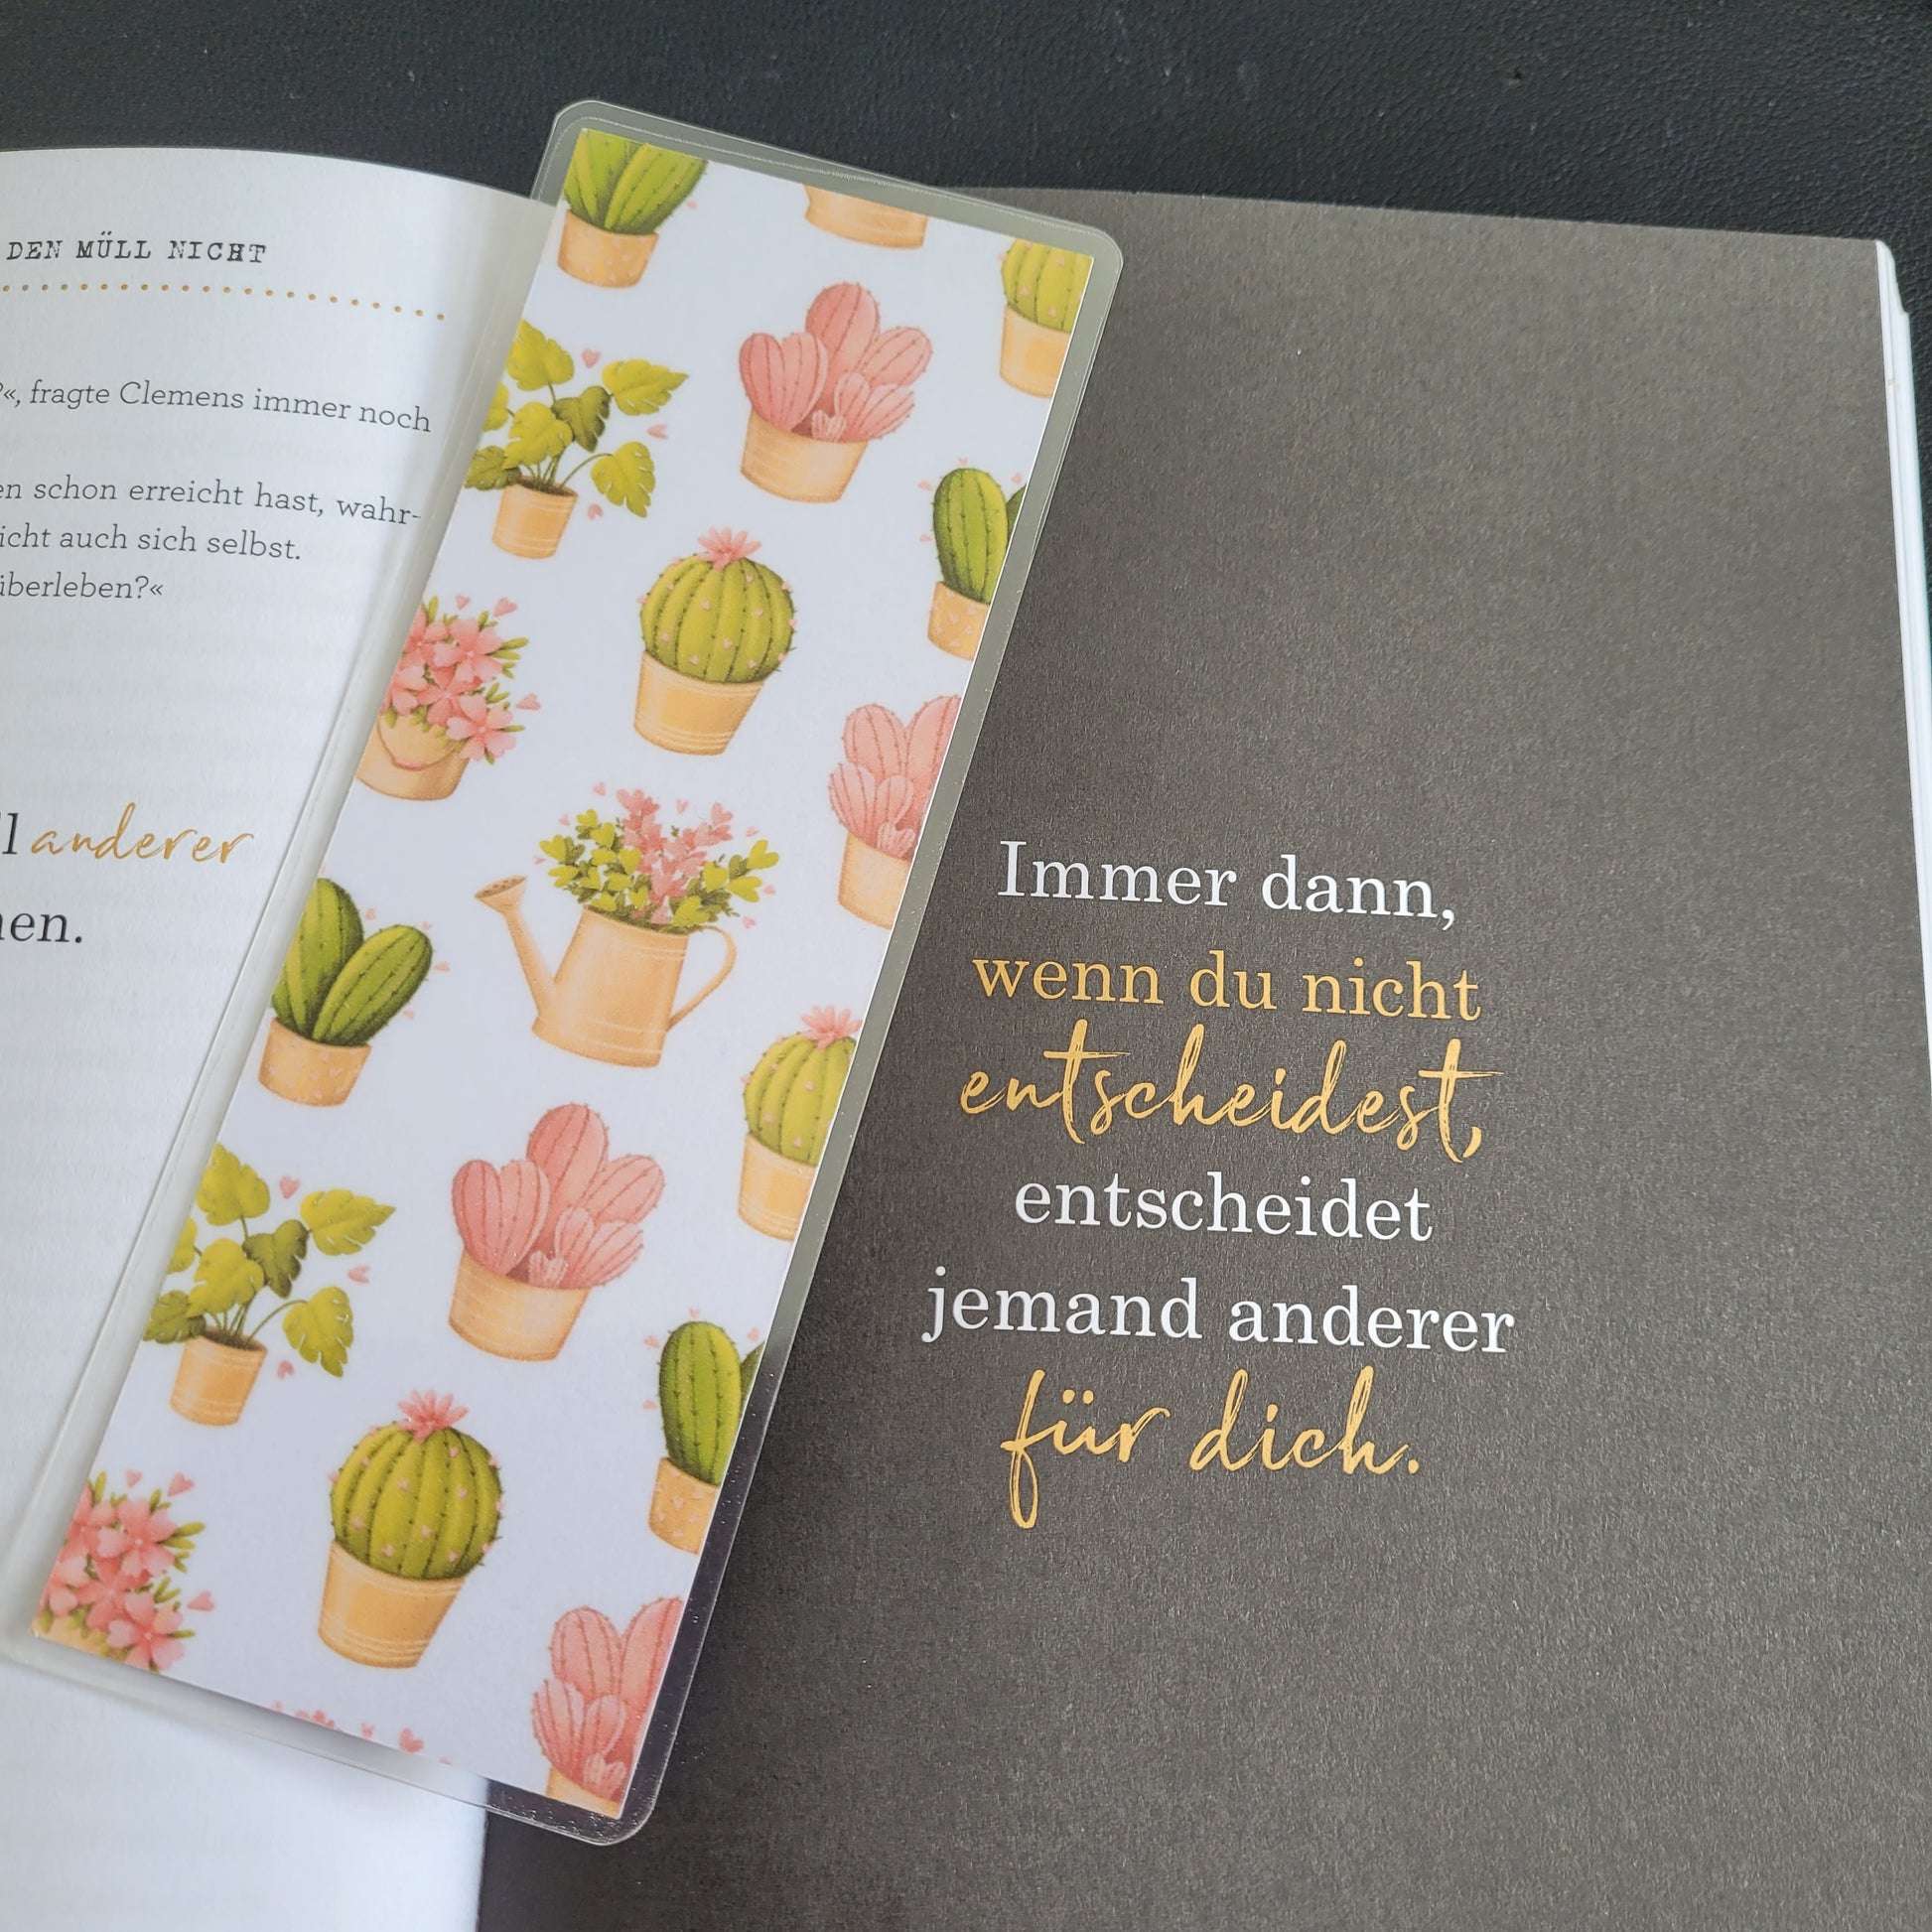 DEN MÜLL NICHT
?«, fragte Clemens immer noch
en schon erreicht hast, wahr-
icht auch sich selbst.
überleben?«
l anderer
nen.
Immer dann,
wenn du nicht
entscheidest,
entscheidet
jemand anderer
für dich.